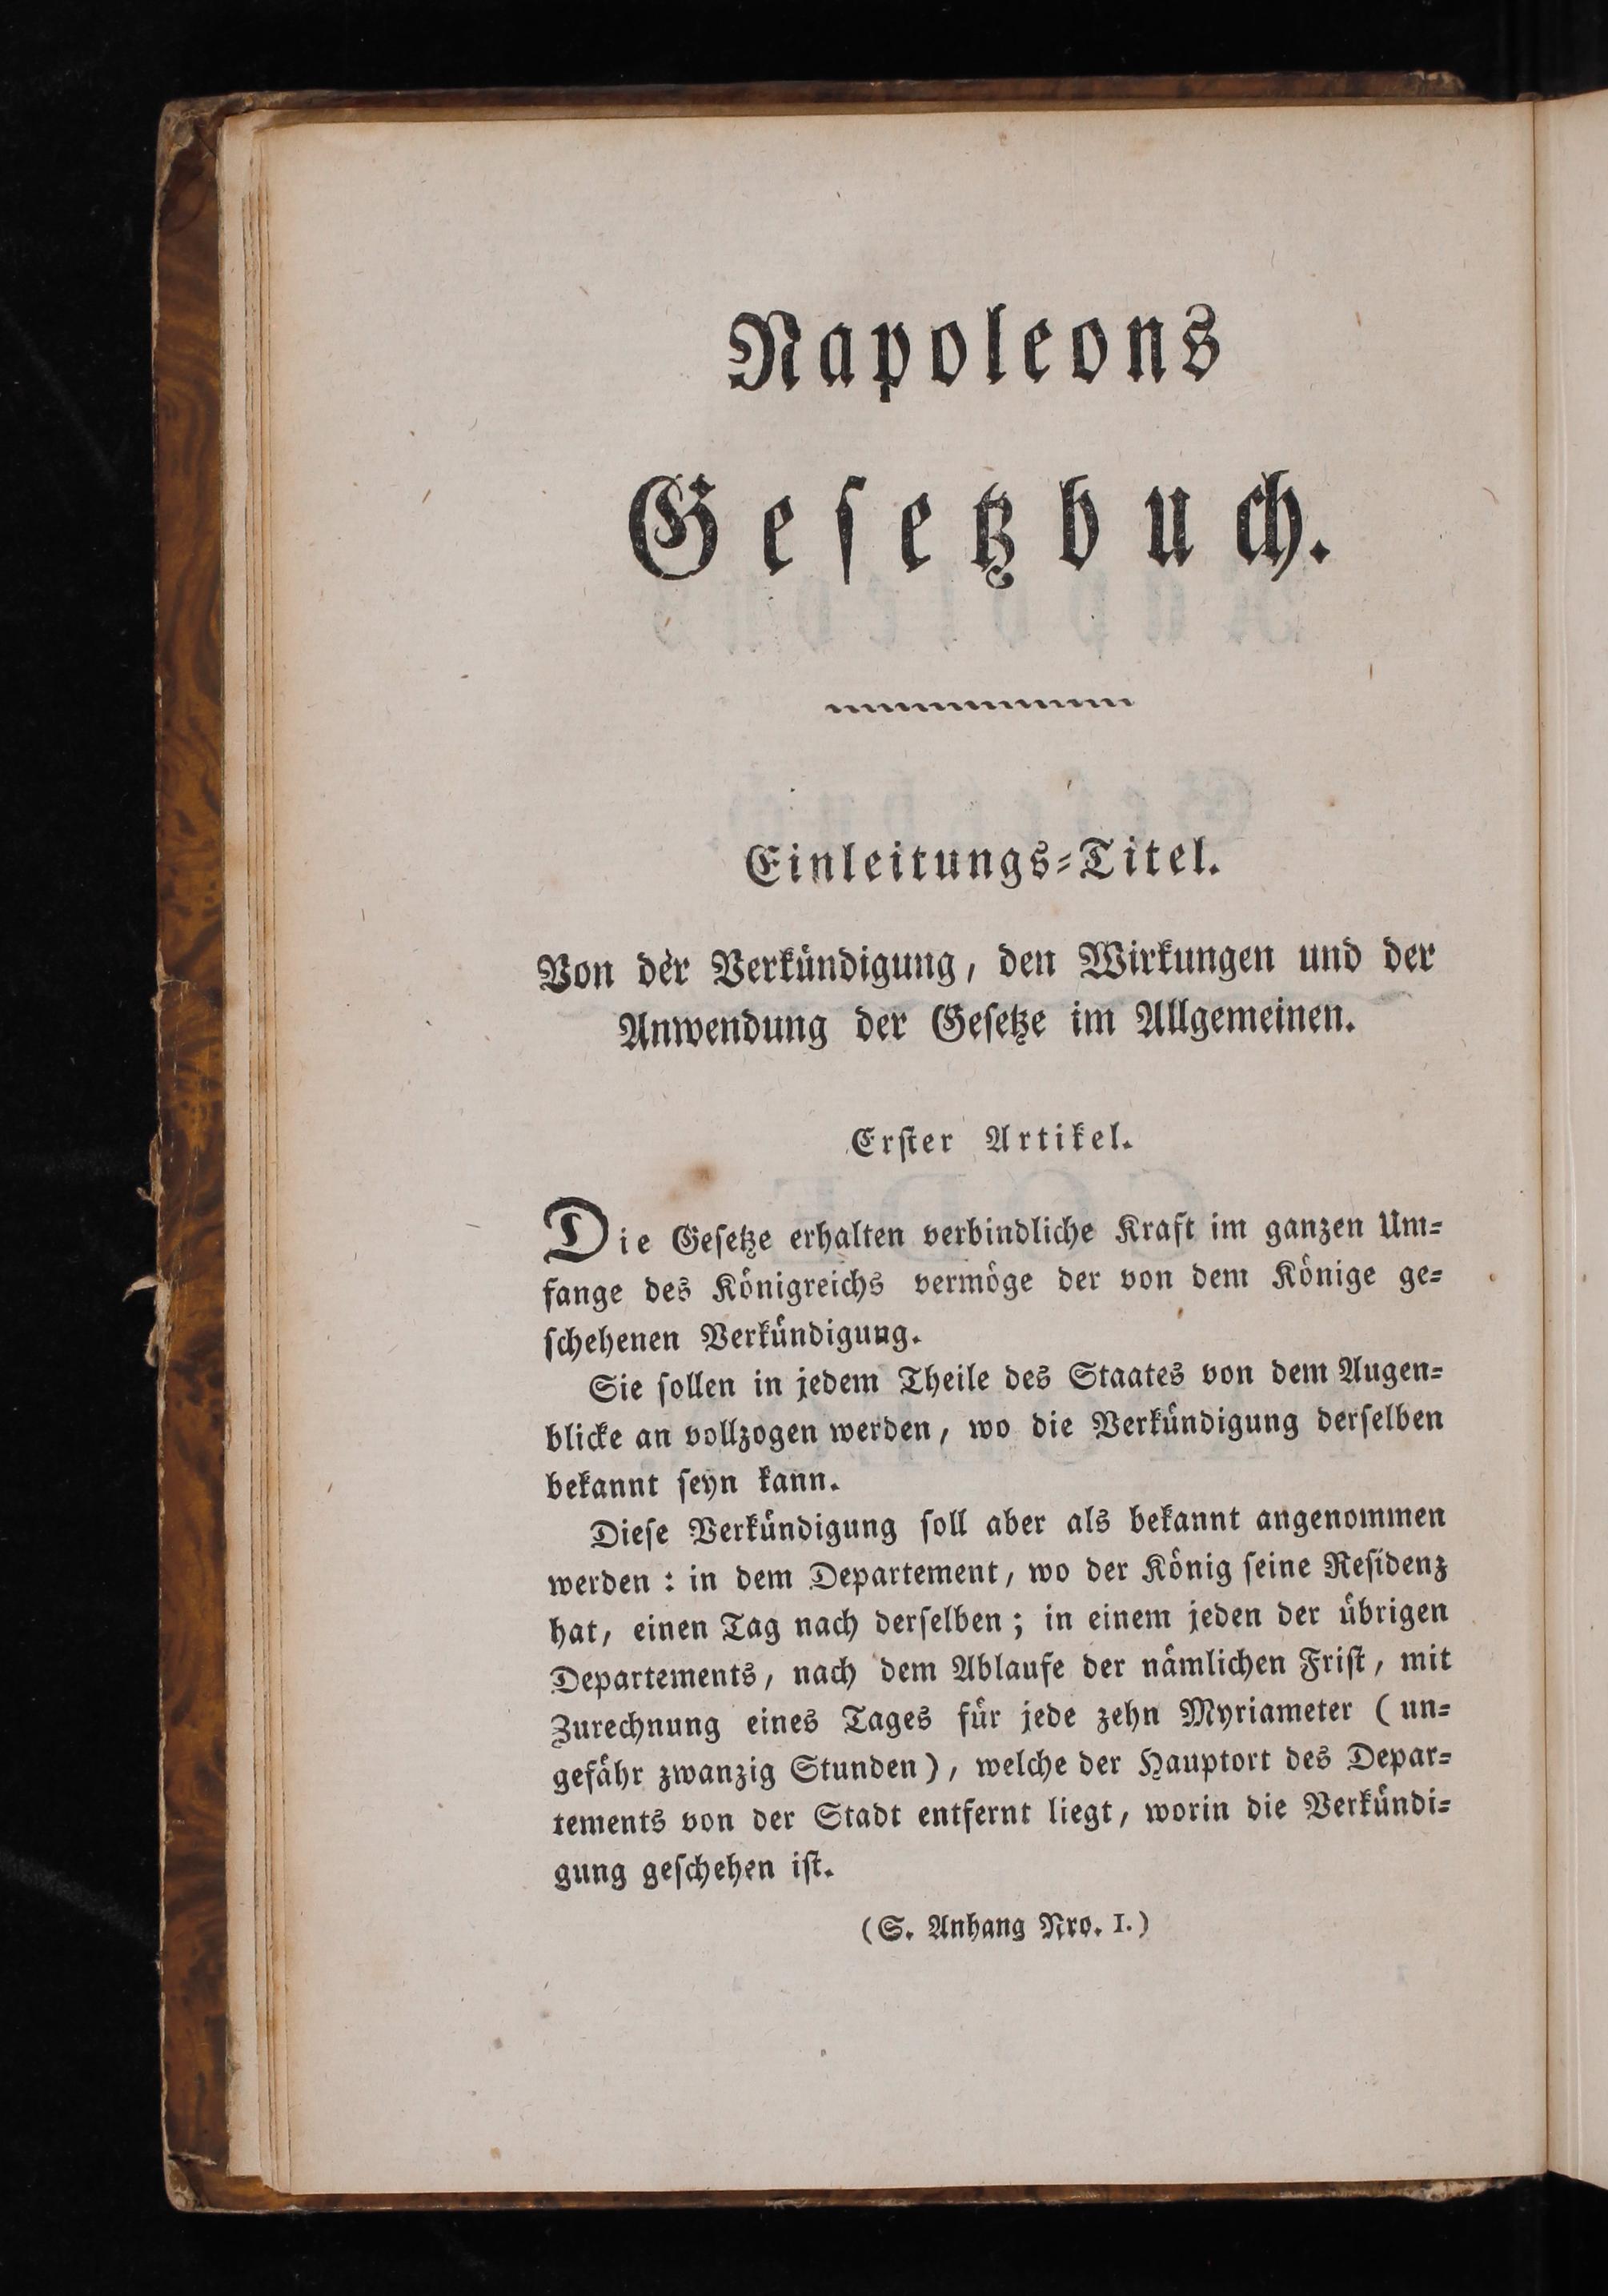 Napoleons
Geſetzbuch.
Einleitungs-Titel.
Von der Verkündigung, den Wirkungen und der
Anwendung der Geſetze im Allgemeinen.
Erſter Artikel.
Die Geſetze erhalten verbindliche Kraft im ganzen Um-
fange des Königreichs vermöge der von dem Könige ge-
ſchehenen Verkündigung.
Sie ſollen in jedem Theile des Staates von dem Augen-
blicke an vollzogen werden, wo die Verkündigung derſelben
bekannt ſeyn kann.
Dieſe Verkündigung ſoll aber als bekannt angenommen
werden : in dem Departement, wo der König ſeine Reſidenz
hat, einen Tag nach derſelben; in einem jeden der übrigen
Departements, nach dem Ablaufe der nämlichen Friſt, mit
Zurechnung eines Tages für jede zehn Myriameter (un-
gefähr zwanzig Stunden), welche der Hauptort des Depar-
tements von der Stadt entfernt liegt, worin die Verkündi-
gung geſchehen iſt.
(S. Anhang Nro. I.)